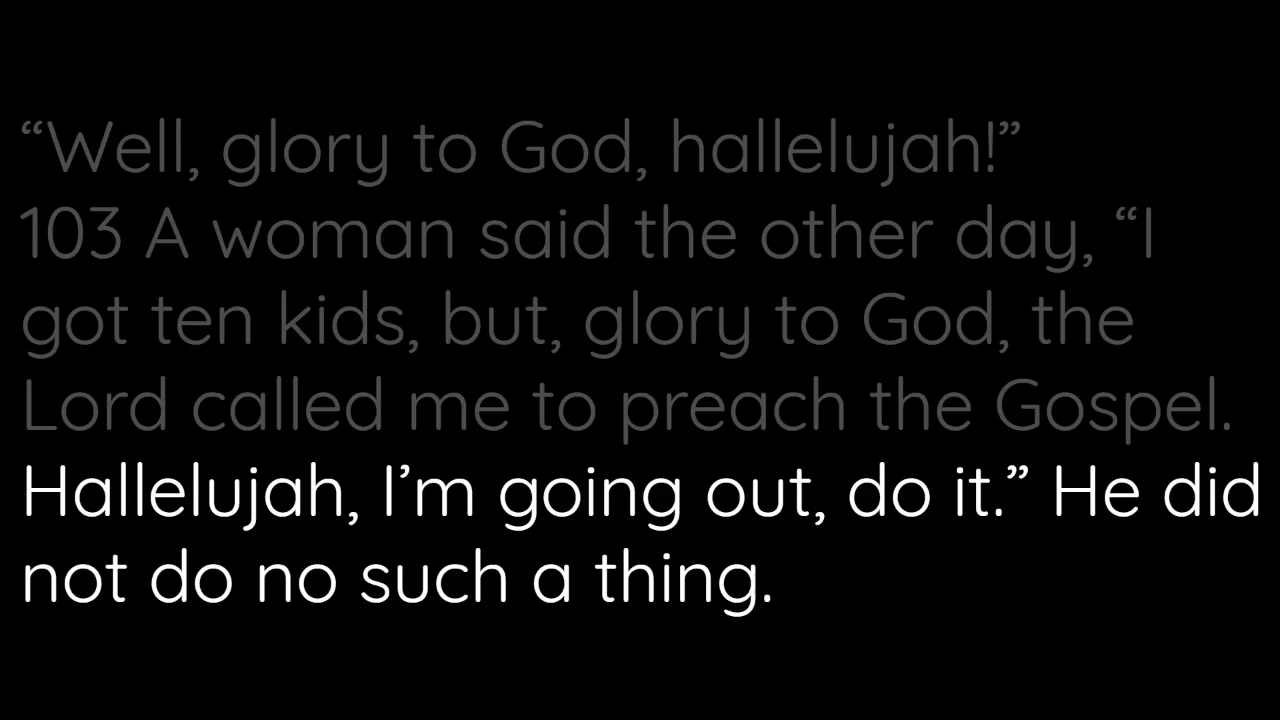 “Well, glory to God, hallelujah!”
103 A woman said the other day, “I
got ten kids, but, glory to God, the
Lord called me to preach the Gospel.
Hallelujah, I’m going out, do it.” He did
not do no such a thing.